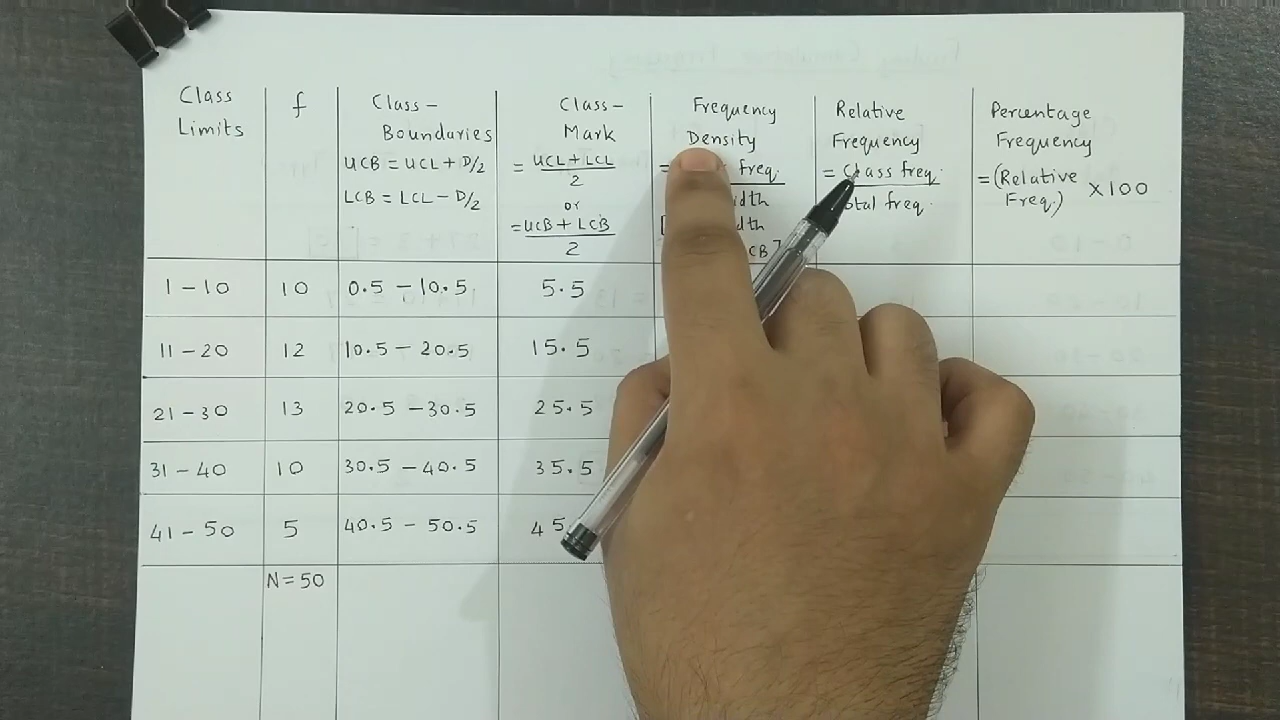 Class Limits
f
Class-Boundaries
UCB = UCL + D/2
LCB = LCL - D/2
Class-Mark
= UCL + LCL / 2
or
= UCB + LCB / 2
Frequency Density
freq.
Relative Frequency
= Class freq.
freq.
Percentage Frequency
= (Relative Freq.) X100
1-10 10 0.5-10.5 5.5
11-20 12 10.5-20.5 15.5
21-30 13 20.5-30.5 25.5
31-40 10 30.5-40.5 35.5
41-50 5 40.5-50.5
N=50